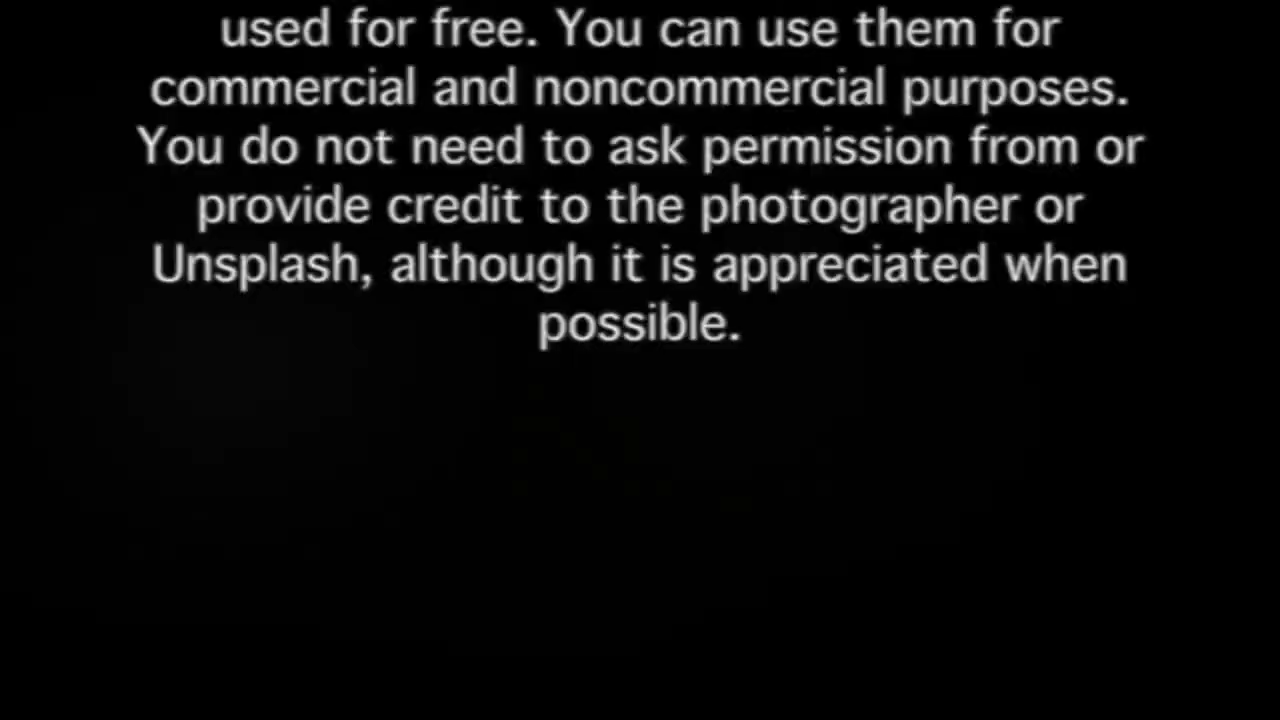 used for free. You can use them for
commercial and noncommercial purposes.
You do not need to ask permission from or
provide credit to the photographer or
Unsplash, although it is appreciated when
possible.